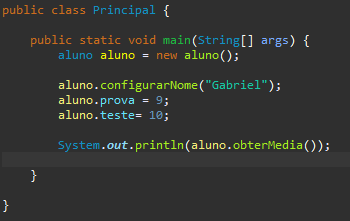 public class Principal {
public static void main(String[] args) {
aluno aluno = new aluno();
aluno.configurarNome("Gabriel");
aluno.prova = 9;
aluno.teste= 10;
System.out.println(aluno.obterMedia());
}
}